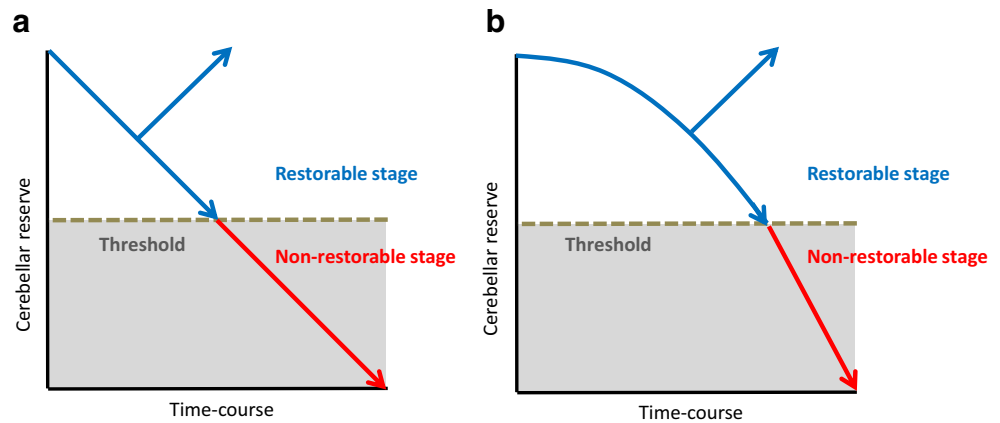 a
Restorable stage
Threshold
Non-restorable stage
Cerebellar reserve
Time-course
b
Restorable stage
Threshold
Non-restorable stage
Cerebellar reserve
Time-course